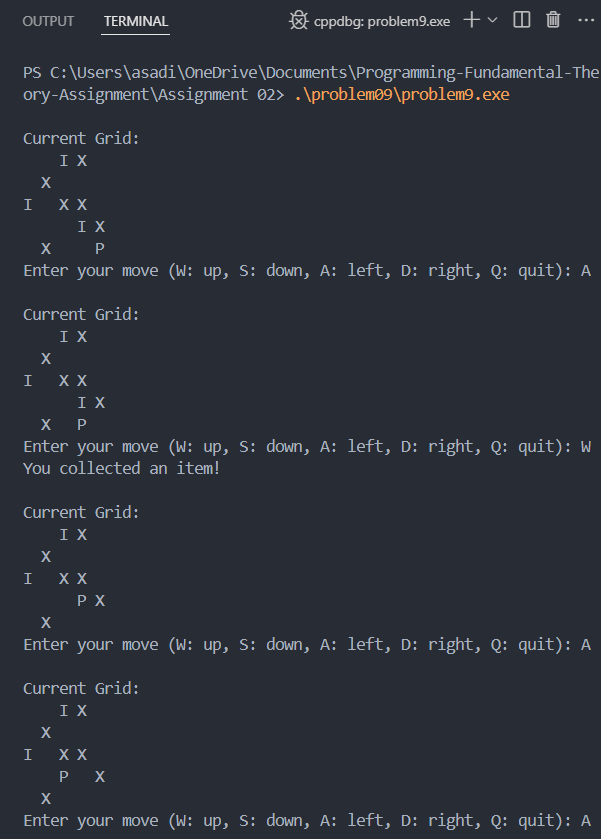 OUTPUT TERMINAL cppdbg: problem9.exe
PS C:\Users\asadi\OneDrive\Documents\Programming-Fundamental-The
ory-Assignment\Assignment 02> .\problem09\problem9.exe
Current Grid:
    I X
  X
I   X X
      I X
  X     P
Enter your move (W: up, S: down, A: left, D: right, Q: quit): A
Current Grid:
    I X
  X
I   X X
      I X
  X   P
Enter your move (W: up, S: down, A: left, D: right, Q: quit): W
You collected an item!
Current Grid:
    I X
  X
I   X X
      P X
  X
Enter your move (W: up, S: down, A: left, D: right, Q: quit): A
Current Grid:
    I X
  X
I   X X
    P   X
  X
Enter your move (W: up, S: down, A: left, D: right, Q: quit): A